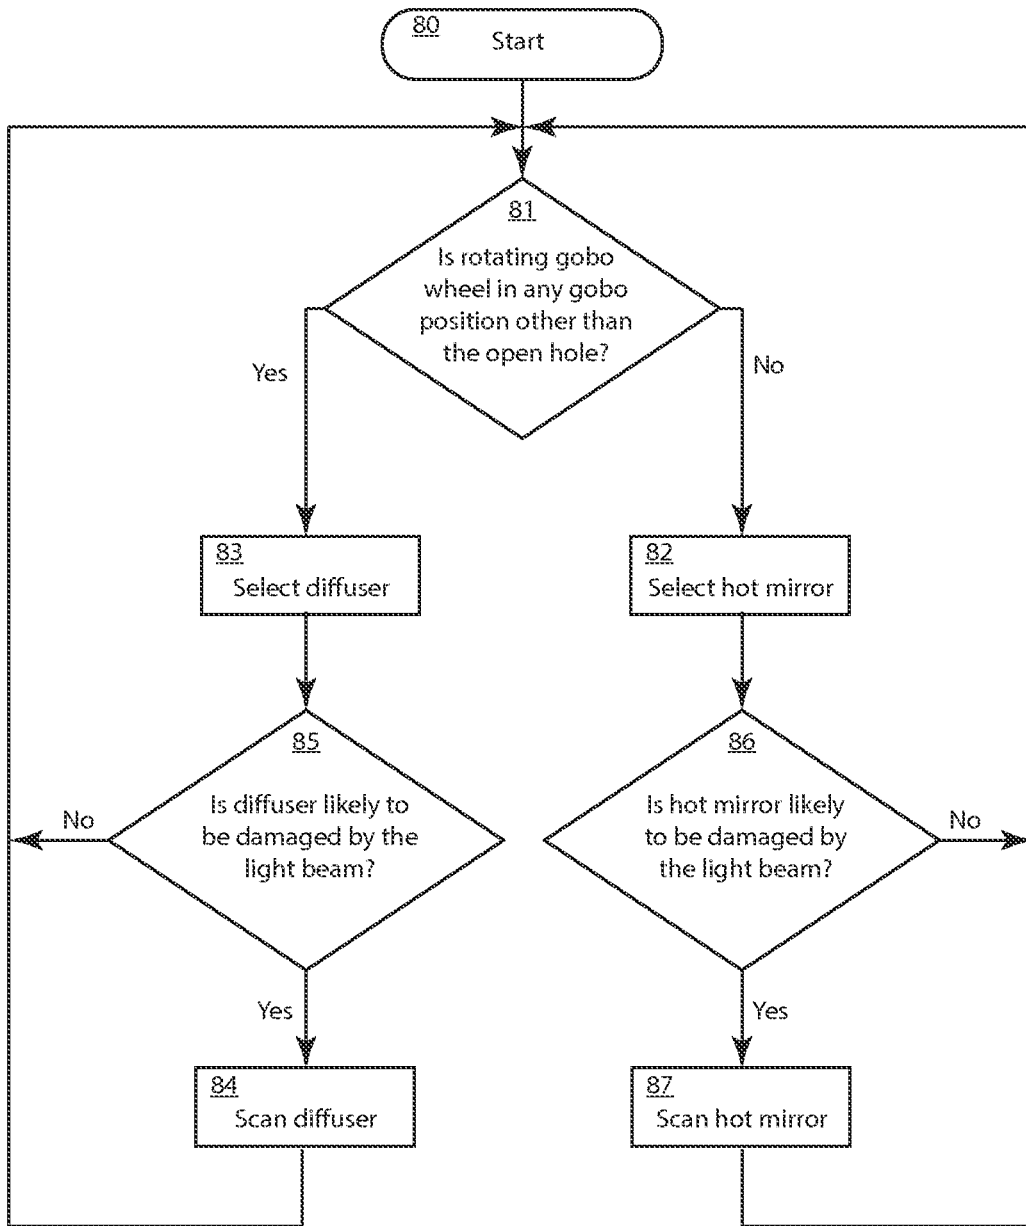 80
Start
81
Is rotating gobo
wheel in any gobo
position other than
the open hole?
Yes
No
83
Select diffuser
82
Select hot mirror
85
Is diffuser likely to
be damaged by the
light beam?
No
Yes
86
Is hot mirror likely
to be damaged by
the light beam?
No
Yes
84
Scan diffuser
87
Scan hot mirror